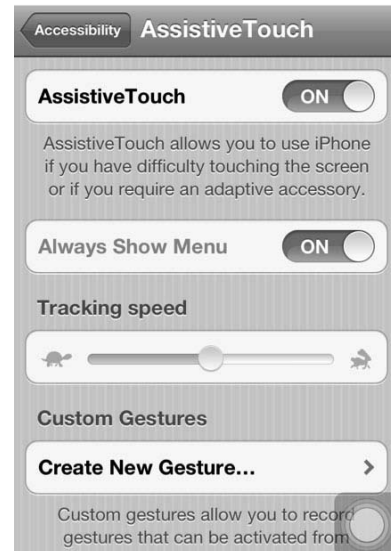 Accessibility AssistiveTouch
AssistiveTouch ON
AssistiveTouch allows you to use iPhone
if you have difficulty touching the screen
or if you require an adaptive accessory.
Always Show Menu ON
Tracking speed
Custom Gestures
Create New Gesture...
Custom gestures allow you to record
gestures that can be activated from